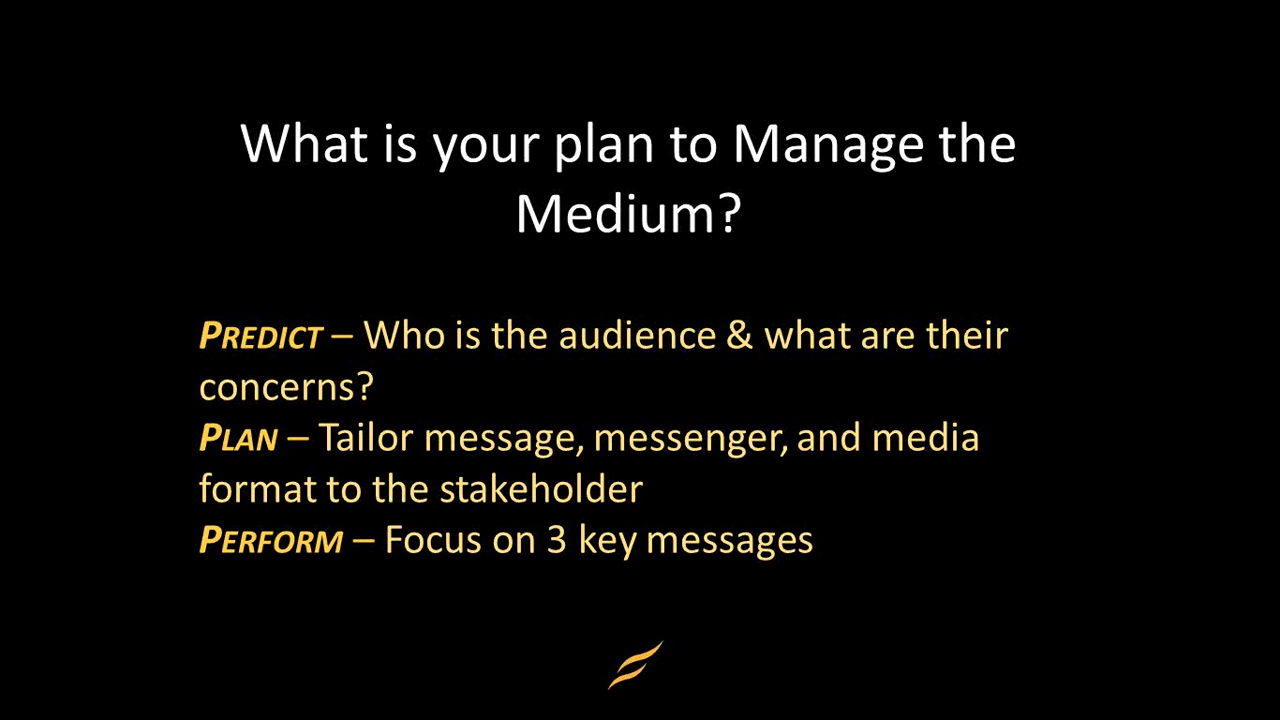 What is your plan to Manage the
Medium?
PREDICT – Who is the audience & what are their
concerns?
PLAN – Tailor message, messenger, and media
format to the stakeholder
PERFORM – Focus on 3 key messages